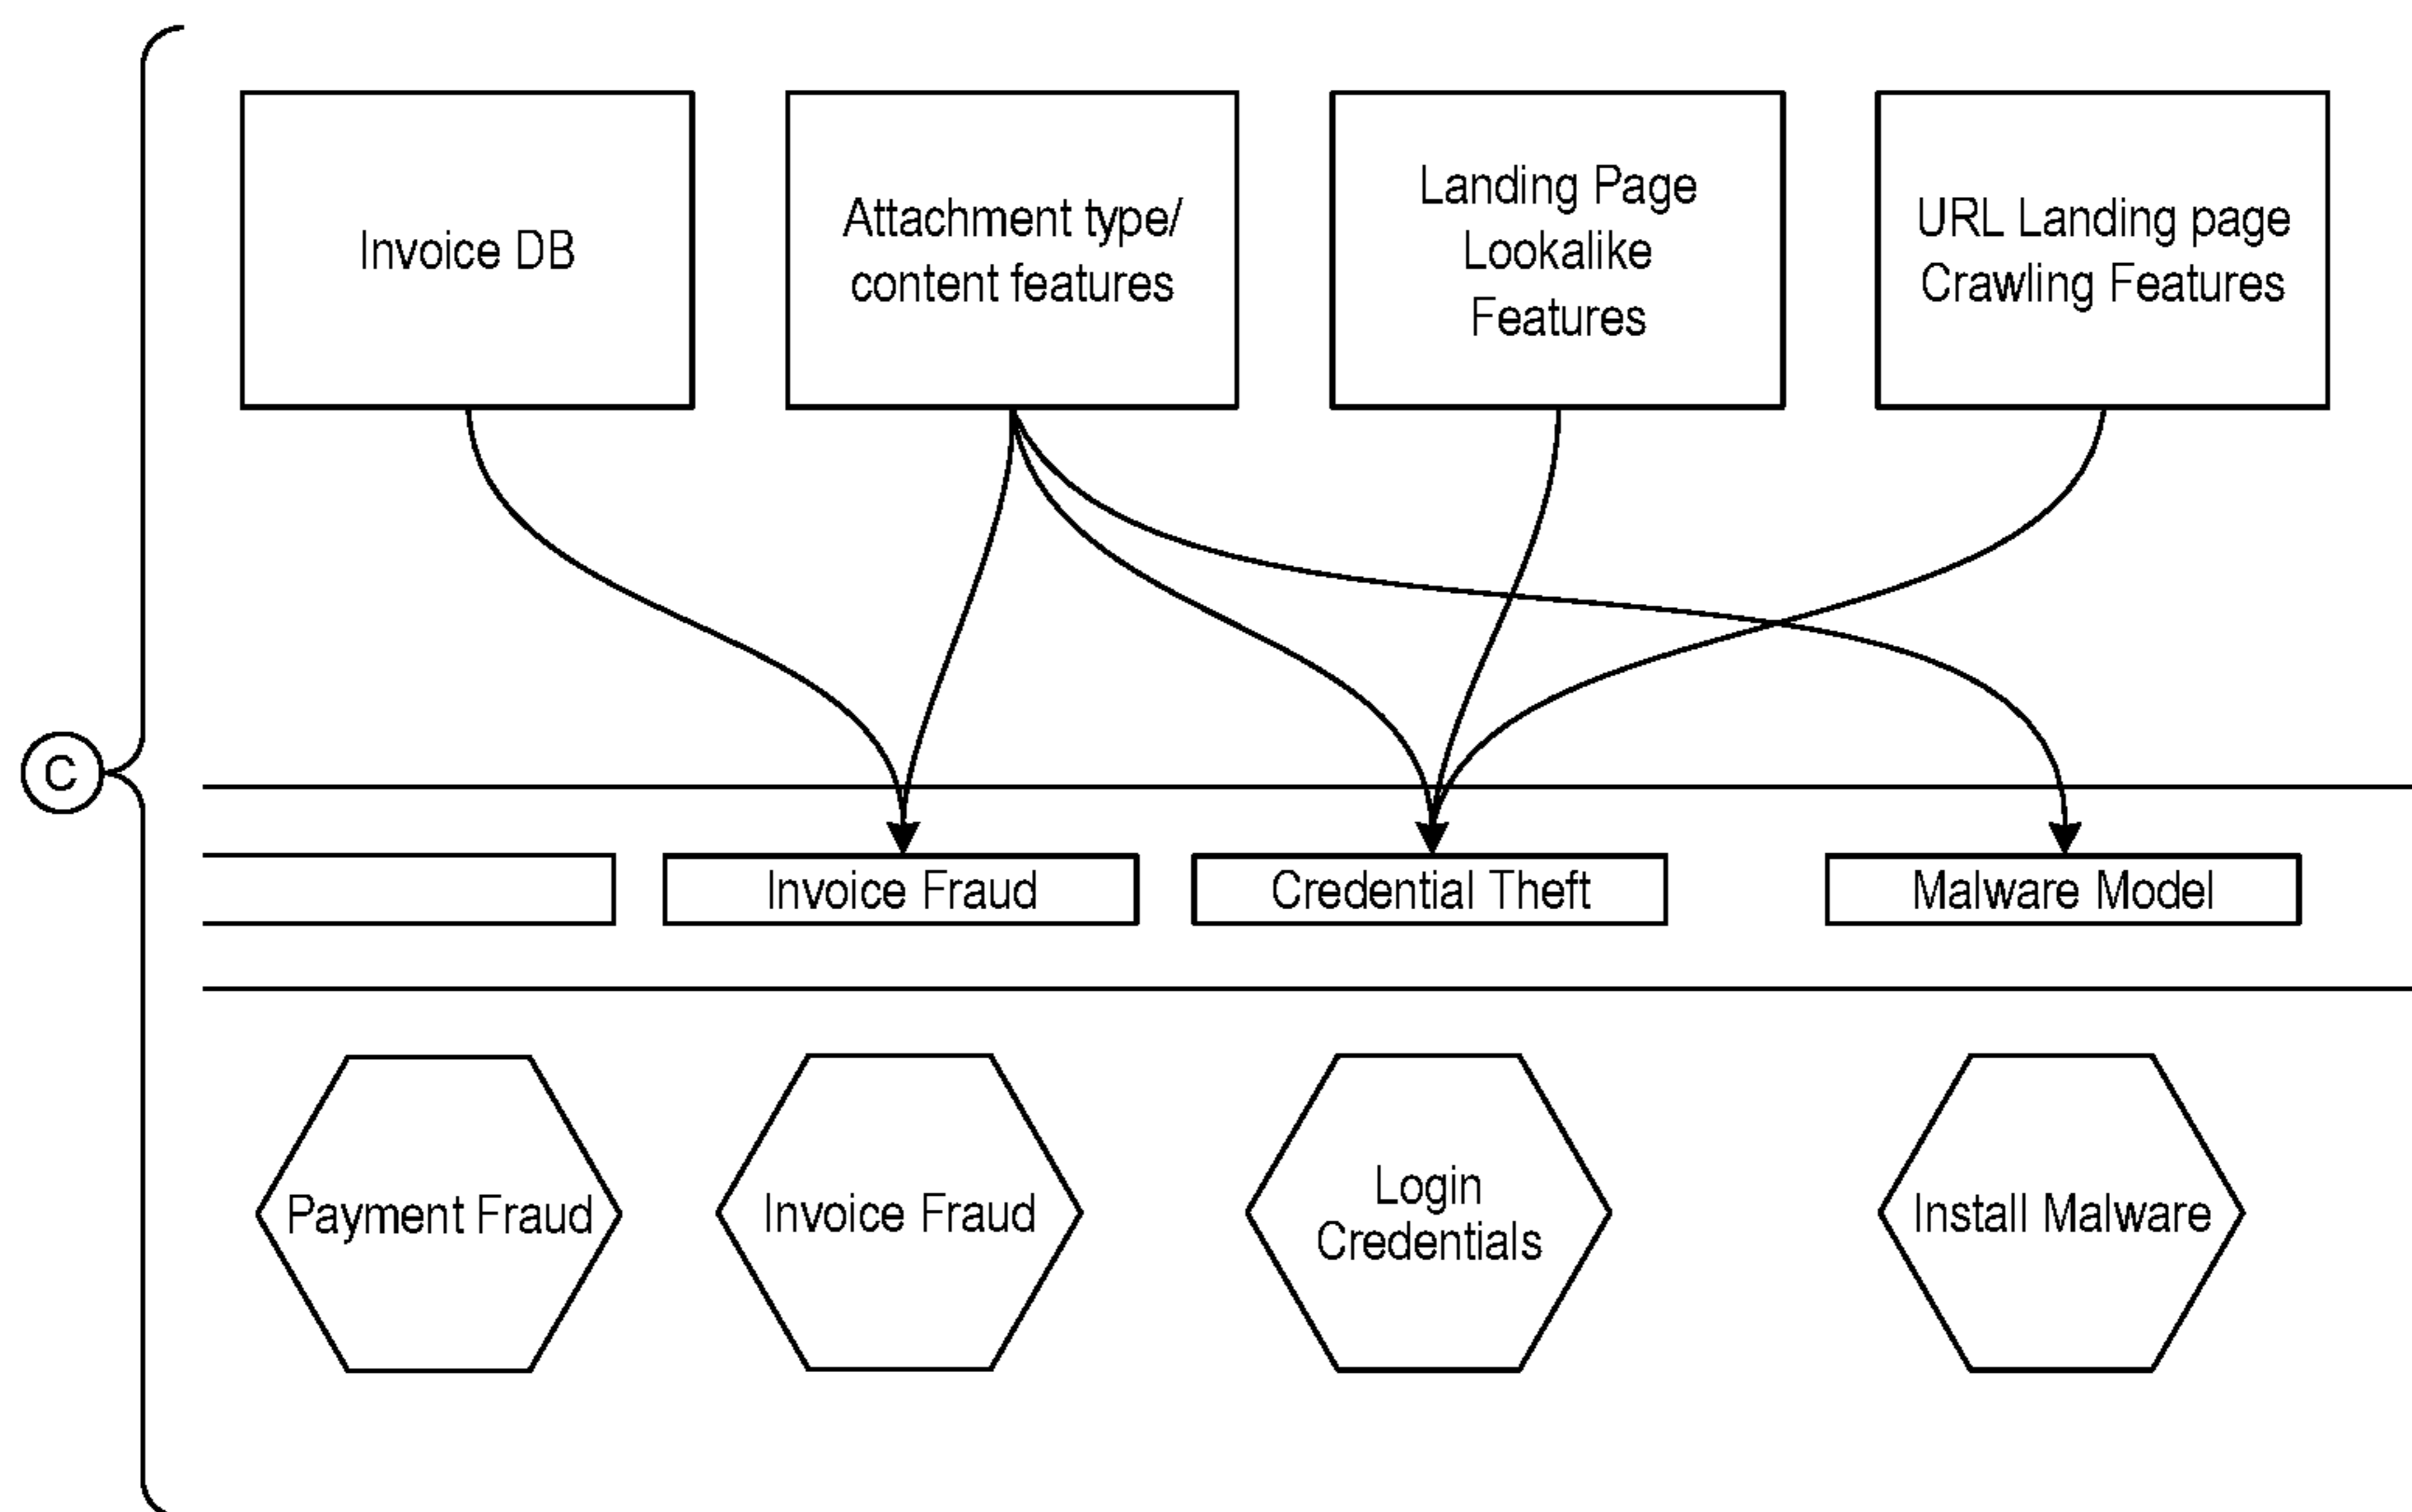 Invoice DB
Attachment type/
content features
Landing Page
Lookalike
Features
URL Landing page
Crawling Features
C
Invoice Fraud
Credential Theft
Malware Model
Payment Fraud
Invoice Fraud
Login
Credentials
Install Malware